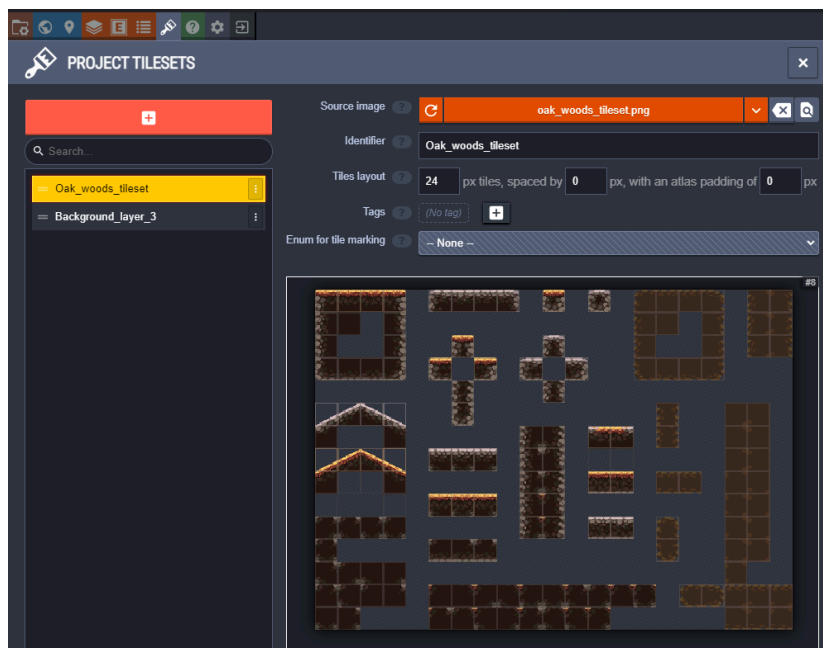 PROJECT TILESETS
Source image ? oak_woods_tileset.png
Search...
Identifier ? Oak_woods_tileset
Tiles layout ? 24 px tiles, spaced by 0 px, with an atlas padding of 0 px
Oak_woods_tileset
Tags ? (No tag)
Background_layer_3
Enum for tile marking ? -- None --
#8